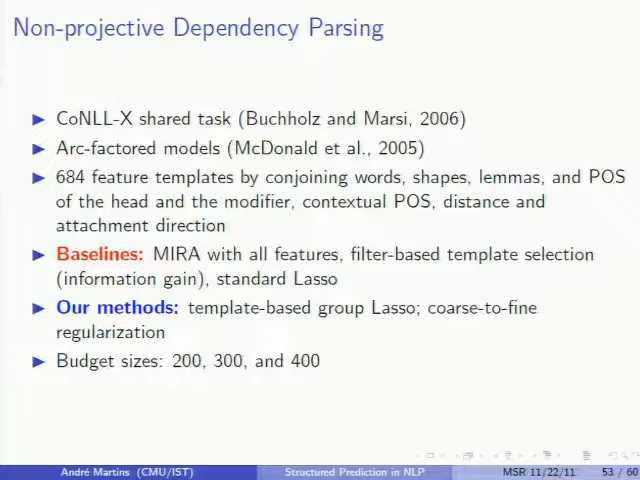 Non-projective Dependency Parsing
CoNLL-X shared task (Buchholz and Marsi, 2006)
Arc-factored models (McDonald et al., 2005)
684 feature templates by conjoining words, shapes, lemmas, and POS
of the head and the modifier, contextual POS, distance and
attachment direction
Baselines: MIRA with all features, filter-based template selection
(information gain), standard Lasso
Our methods: template-based group Lasso; coarse-to-fine
regularization
Budget sizes: 200, 300, and 400
André Martins (CMU/IST) Structured Prediction in NLP MSR 11/22/11 53 / 60